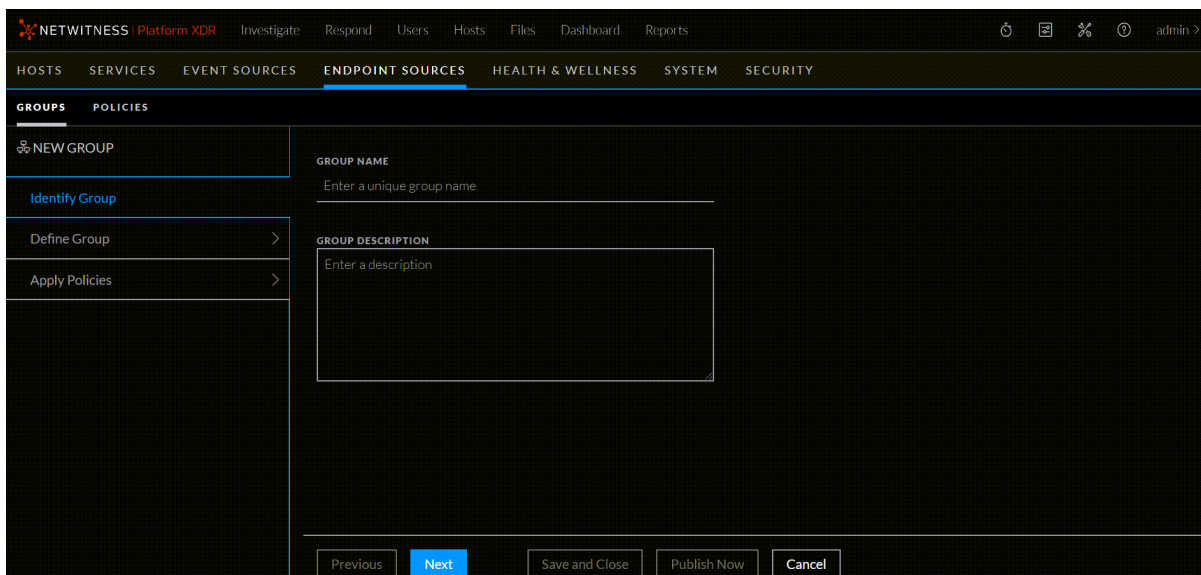 NETWITNESS | Platform XDR Investigate Respond Users Hosts Files Dashboard Reports admin >
HOSTS SERVICES EVENT SOURCES ENDPOINT SOURCES HEALTH & WELLNESS SYSTEM SECURITY
GROUPS POLICIES
NEW GROUP
Identify Group
Define Group
Apply Policies
GROUP NAME
Enter a unique group name
GROUP DESCRIPTION
Enter a description
Previous Next Save and Close Publish Now Cancel